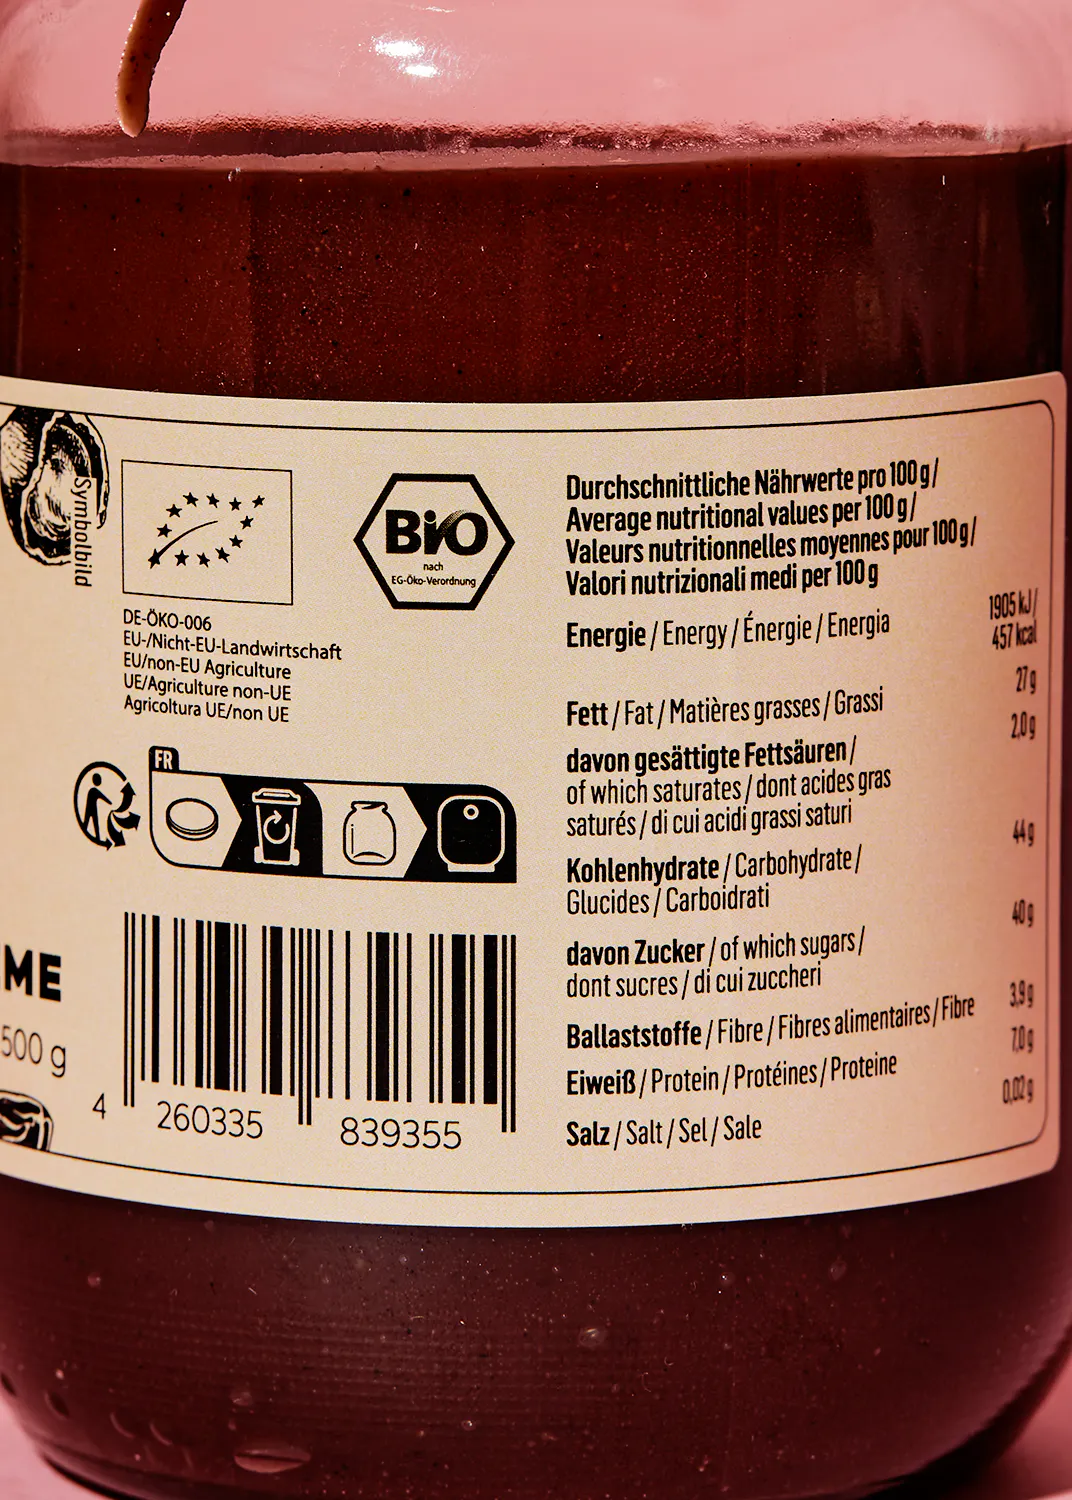 Symbolbild
DE-ÖKO-006
EU-/Nicht-EU-Landwirtschaft
EU/non-EU Agriculture
UE/Agriculture non-UE
Agricoltura UE/non UE
BiO
nach
EG-Öko-Verordnung
FR
ME
500 g
4 260335 839355
Durchschnittliche Nährwerte pro 100 g/
Average nutritional values per 100 g/
Valeurs nutritionnelles moyennes pour 100 g/
Valori nutrizionali medi per 100 g
Energie / Energy / Énergie / Energia 1905 kJ/
457 kcal
Fett / Fat / Matières grasses / Grassi 27 g
davon gesättigte Fettsäuren / 2,0 g
of which saturates / dont acides gras
saturés / di cui acidi grassi saturi
Kohlenhydrate / Carbohydrate / 44 g
Glucides / Carboidrati
davon Zucker / of which sugars / 40 g
dont sucres / di cui zuccheri
Ballaststoffe / Fibre / Fibres alimentaires / Fibre 3,9 g
Eiweiß / Protein / Protéines / Proteine 7,0 g
Salz / Salt / Sel / Sale 0,02 g